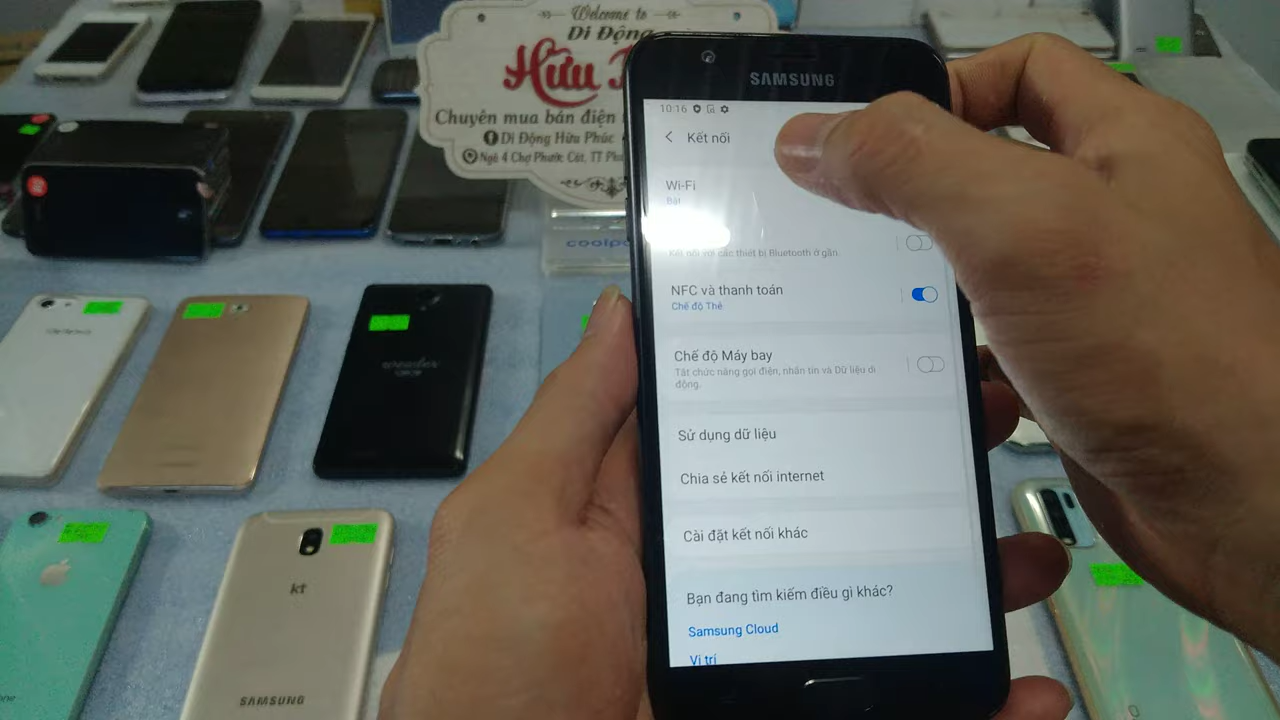 Welcome to
Di Động
Hữu
Chuyên mua bán điện
Di Động Hữu Phúc
Ngã 4 Chợ Phước Cát, TT
SAMSUNG
10:16
Kết nối
Wi-Fi
Bật
Kết nối với các thiết bị Bluetooth ở gần.
NFC và thanh toán
Chế độ Thẻ
Chế độ Máy bay
Tắt chức năng gọi điện, nhắn tin và Dữ liệu di
động.
Sử dụng dữ liệu
Chia sẻ kết nối internet
Cài đặt kết nối khác
Bạn đang tìm kiếm điều gì khác?
Samsung Cloud
Vị trí
kt
SAMSUNG